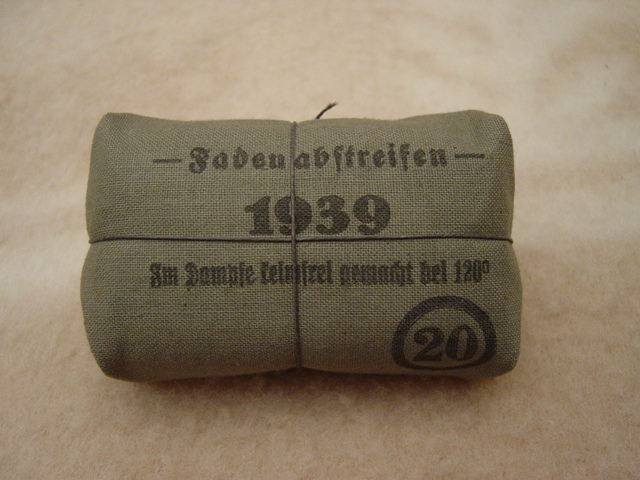 — Faden abstreifen —
1939
Im Dampfe keimfrei gemacht bei 120°
20